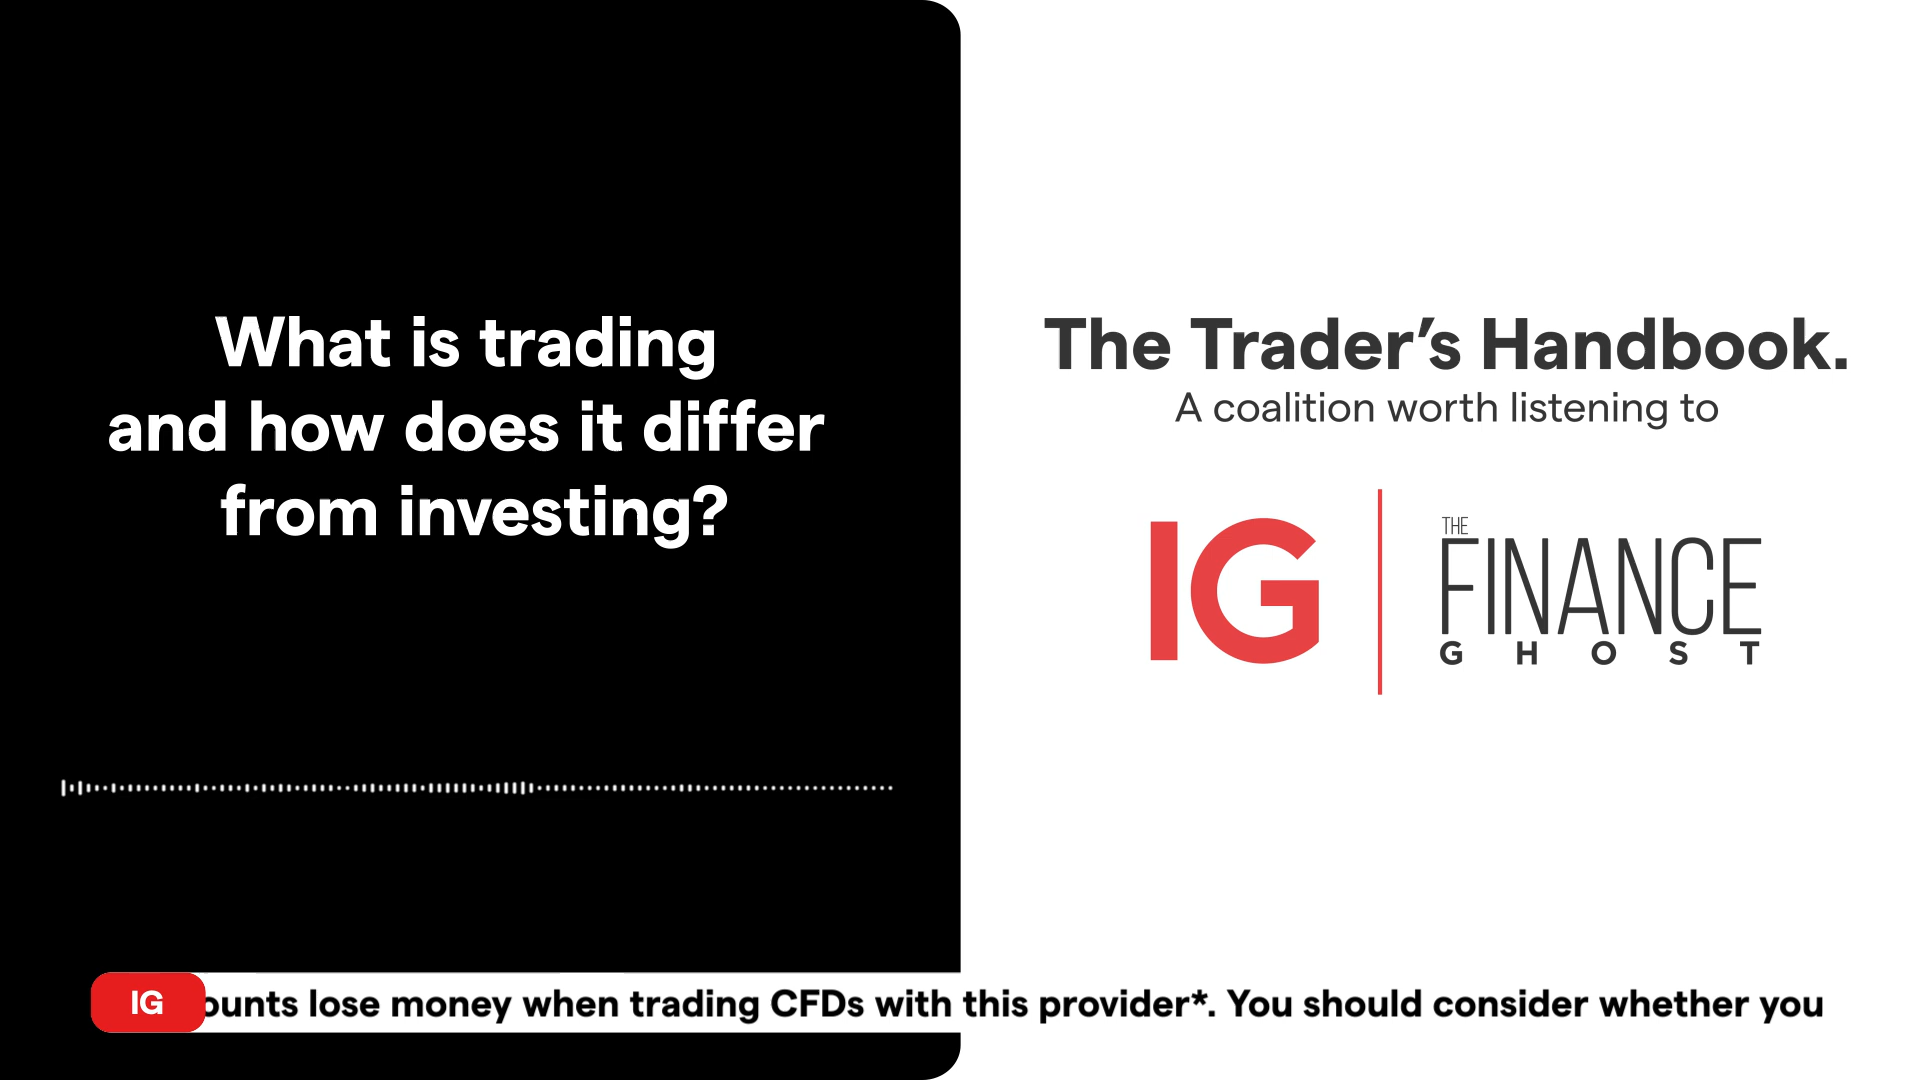 What is trading
and how does it differ
from investing?
The Trader’s Handbook.
A coalition worth listening to
IG
THE
FINANCE
GHOST
IG
lose money when trading CFDs with this provider*. You should consider whether you